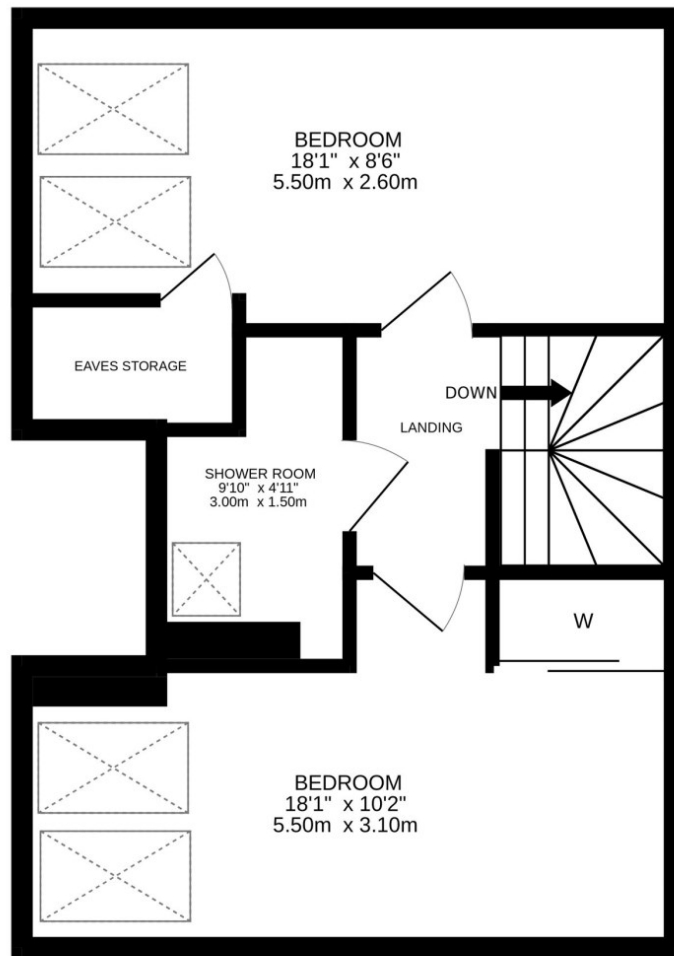 BEDROOM
18'1" x 8'6"
5.50m x 2.60m
EAVES STORAGE
DOWN
LANDING
SHOWER ROOM
9'10" x 4'11"
3.00m x 1.50m
W
BEDROOM
18'1" x 10'2"
5.50m x 3.10m